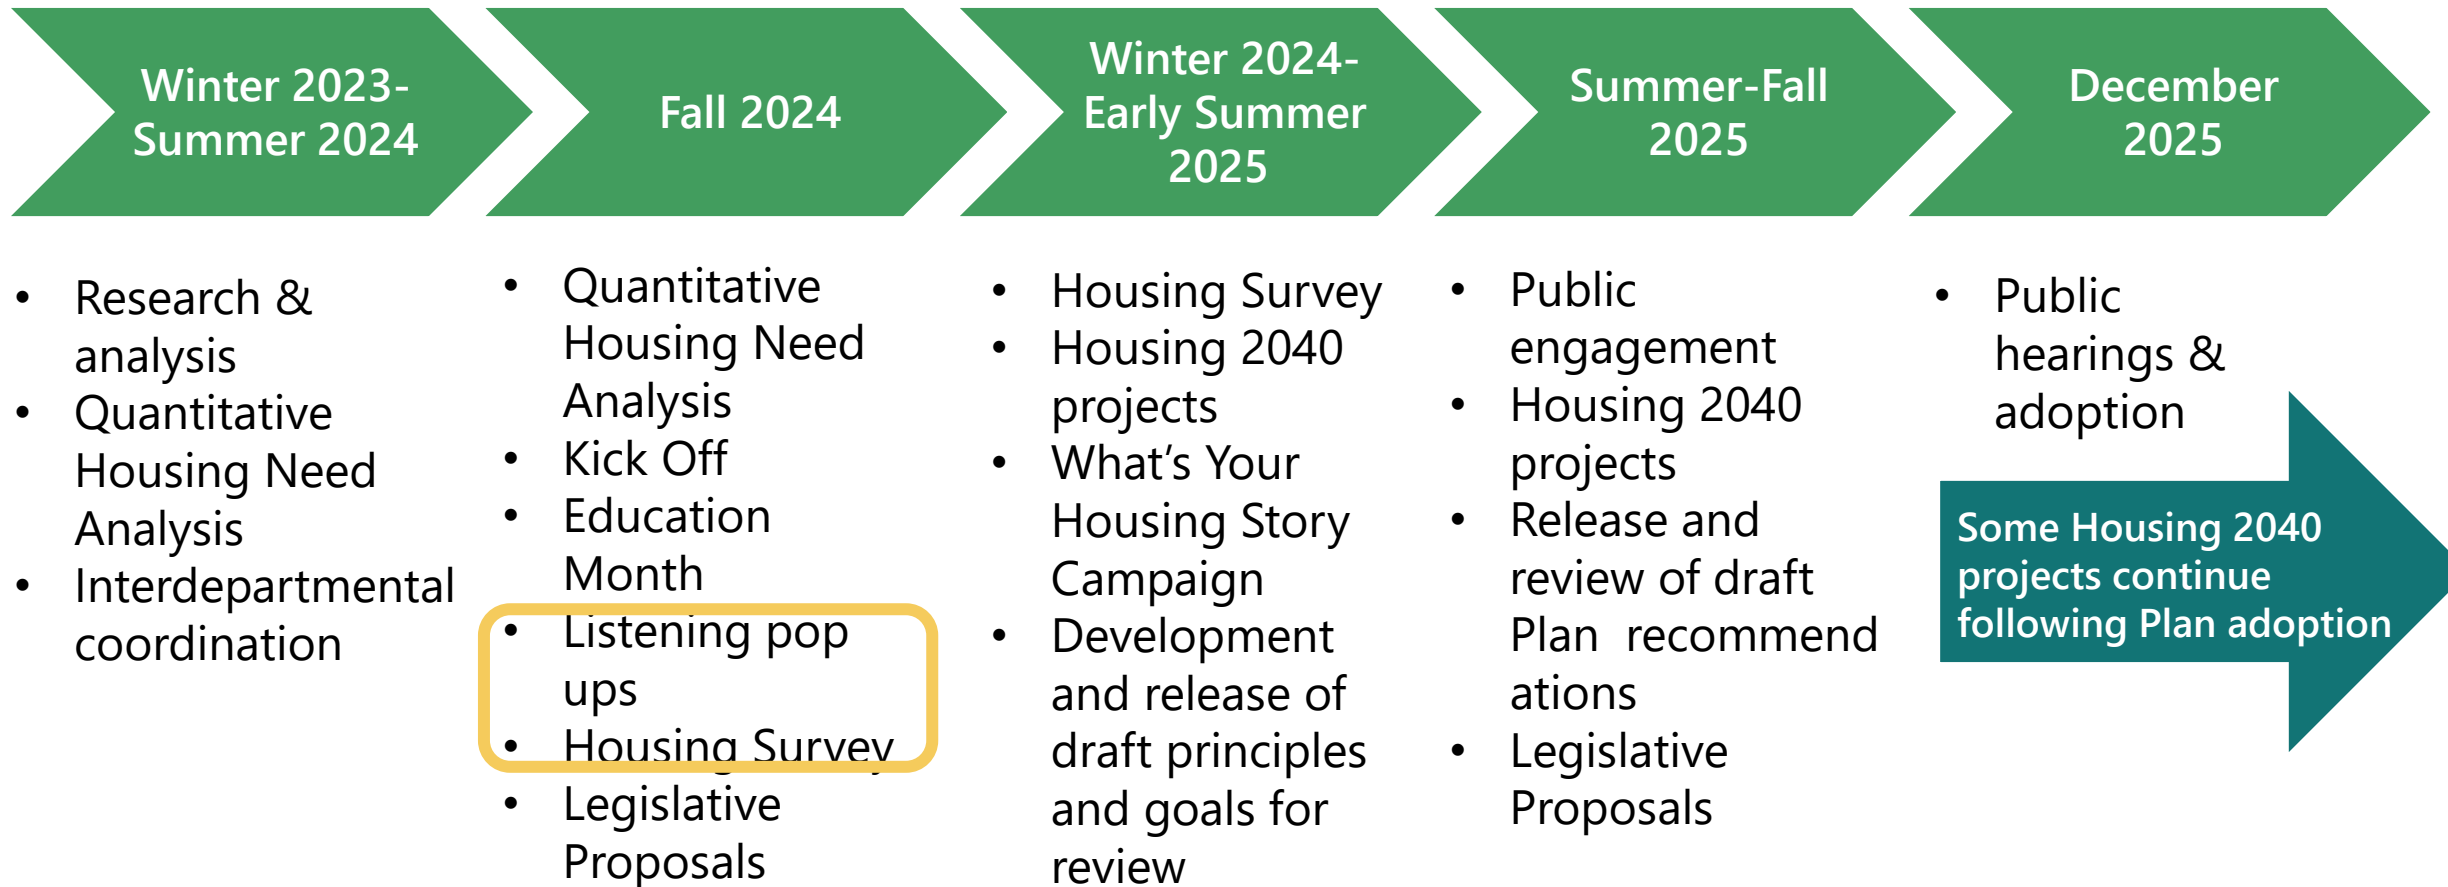 Winter 2023-
Summer 2024
Fall 2024
Winter 2024-
Early Summer
2025
Summer-Fall
2025
December
2025
• Research &
analysis
• Quantitative
Housing Need
Analysis
• Interdepartmental
coordination
• Quantitative
Housing Need
Analysis
• Kick Off
• Education
Month
• Listening pop
ups
• Housing Survey
• Legislative
Proposals
• Housing Survey
• Housing 2040
projects
• What’s Your
Housing Story
Campaign
• Development
and release of
draft principles
and goals for
review
• Public
engagement
• Housing 2040
projects
• Release and
review of draft
Plan recommend
ations
• Legislative
Proposals
• Public
hearings &
adoption
Some Housing 2040
projects continue
following Plan adoption